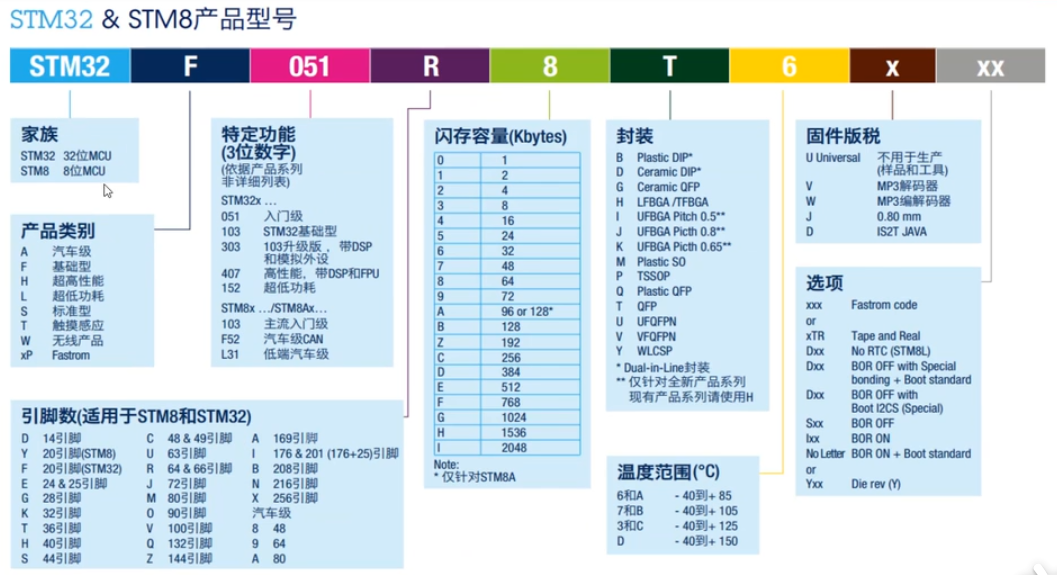 STM32 & STM8产品型号
STM32 F 051 R 8 T 6 x xx
家族
STM32 32位MCU
STM8 8位MCU
产品类别
A 汽车级
F 基础型
H 超高性能
L 超低功耗
S 标准型
T 触摸感应
W 无线产品
xP Fastrom
特定功能
(3位数字)
(依据产品系列
非详细列表)
STM32x ...
051 入门级
103 STM32基础型
303 103升级版，带DSP
和模拟外设
407 高性能，带DSP和FPU
152 超低功耗
STM8x .../STM8Ax...
103 主流入门级
F52 汽车级CAN
L31 低端汽车级
引脚数(适用于STM8和STM32)
D 14引脚 C 48 & 49引脚 A 169引脚
Y 20引脚(STM8) U 63引脚 I 176 & 201 (176+25)引脚
F 20引脚(STM32) R 64 & 66引脚 B 208引脚
E 24 & 25引脚 J 72引脚 N 216引脚
G 28引脚 M 80引脚 X 256引脚
K 32引脚 O 90引脚 汽车级
T 36引脚 V 100引脚 8 48
H 40引脚 Q 132引脚 9 64
S 44引脚 Z 144引脚 A 80
闪存容量(Kbytes)
0 1
1 2
2 4
3 8
4 16
5 24
6 32
7 48
8 64
9 72
A 96 or 128*
B 128
Z 192
C 256
D 384
E 512
F 768
G 1024
H 1536
I 2048
Note:
* 仅针对STM8A
封装
B Plastic DIP*
D Ceramic DIP*
G Ceramic QFP
H LFBGA /TFBGA
I UFBGA Pitch 0.5**
J UFBGA Picth 0.8**
K UFBGA Picth 0.65**
M Plastic SO
P TSSOP
Q Plastic QFP
T QFP
U UFQFPN
V VFQFPN
Y WLCSP
* Dual-in-Line封装
** 仅针对全新产品系列
现有产品系列请使用H
温度范围(°C)
6和A - 40到+ 85
7和B - 40到+ 105
3和C - 40到+ 125
D - 40到+ 150
固件版税
U Universal 不用于生产
(样品和工具)
V MP3解码器
W MP3编解码器
J 0.80 mm
D IS2T JAVA
选项
xxx Fastrom code
or
xTR Tape and Real
Dxx No RTC (STM8L)
Dxx BOR OFF with Special
bonding + Boot standard
Dxx BOR OFF with
Boot I2CS (Special)
Sxx BOR OFF
Ixx BOR ON
No Letter BOR ON + Boot standard
or
Yxx Die rev (Y)